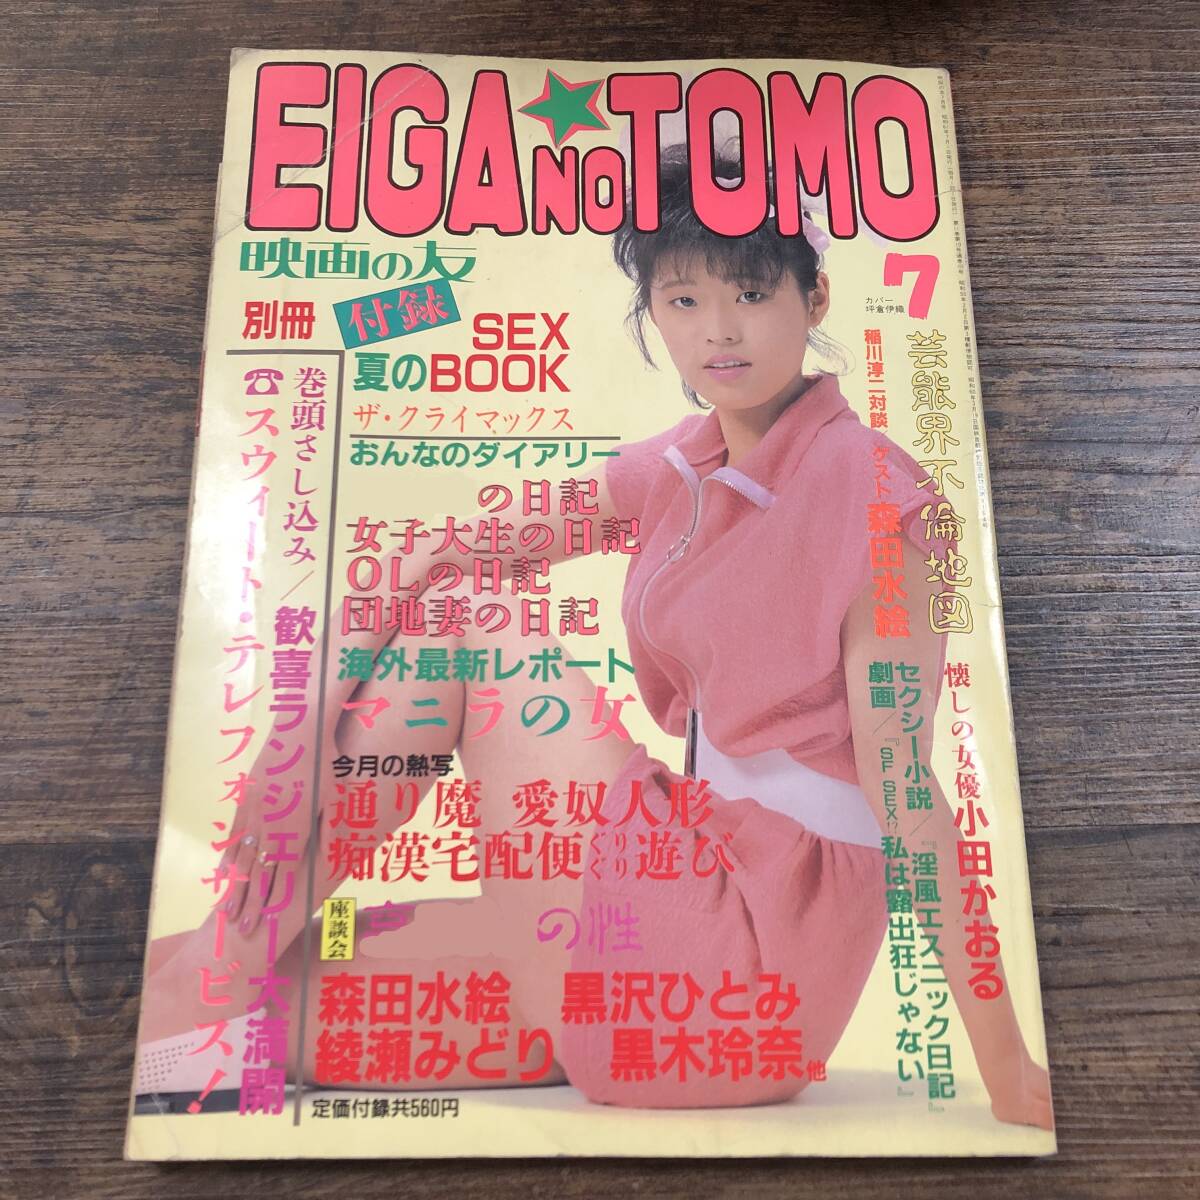 EIGA NO TOMO
映画の友
7
カバー
坪倉伊織
別冊
付録
SEX
夏のBOOK
ザ・クライマックス
おんなのダイアリー
の日記
女子大生の日記
OLの日記
団地妻の日記
海外最新レポート
マニラの女
今月の熱写
通り魔 愛奴人形
痴漢宅配便 ぐりぐり遊び
座談会
の性
森田水絵 黒沢ひとみ
綾瀬みどり 黒木玲奈他
定価付録共560円
芸能界不倫地図
稲川淳二対談 ゲスト 森田水絵
懐しの女優 小田かおる
セクシー小説/『淫風エスニック日記』
劇画/『SF SEX!? 私は露出狂じゃない』
巻頭さし込み/歓喜ランジェリー大満開
☎スウィート・テレフォンサービス!